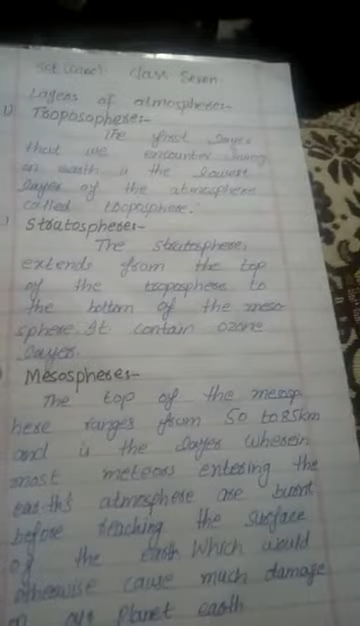 Class Seven
Layers of atmosphere:-
1) Troposphere:-
The first layer
that we encounter living
on earth is the lowest
layer of the atmosphere
called troposphere.
Stratosphere:-
The stratosphere,
extends from the top
of the troposphere to
the bottom of the meso
sphere. It contain ozone
layer.
Mesosphere:-
The top of the mesosp
here ranges from 50 to 85km
and is the layer wherein
most meteors entering the
earth's atmosphere are burnt
before reaching the surface
of the earth. Which would
otherwise cause much damage
on our planet earth